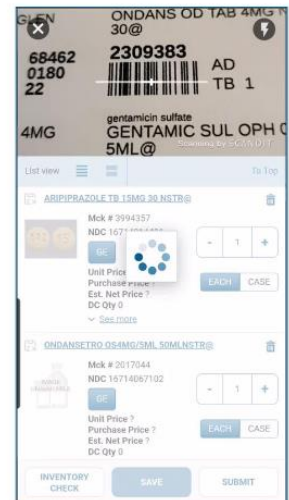 GLEN
ONDANS OD TAB 4MG
30@
68462
0180
22
2309383
AD
TB 1
4MG
gentamicin sulfate
GENTAMIC SUL OPH
5ML@
Scanning by SCANDIT
List view
To Top
ARIPIPRAZOLE TB 15MG 30 NSTR@
Mck # 3994357
NDC
GE
- 1 +
Unit Price
Purchase Price ?
Est. Net Price ?
DC Qty 0
EACH CASE
See more
ONDANSETRO OS4MG/5ML 50MLNSTR@
Mck # 2017044
NDC 16714067102
GE
- 1 +
Unit Price ?
Purchase Price ?
Est. Net Price ?
DC Qty 0
EACH CASE
INVENTORY
CHECK
SAVE
SUBMIT